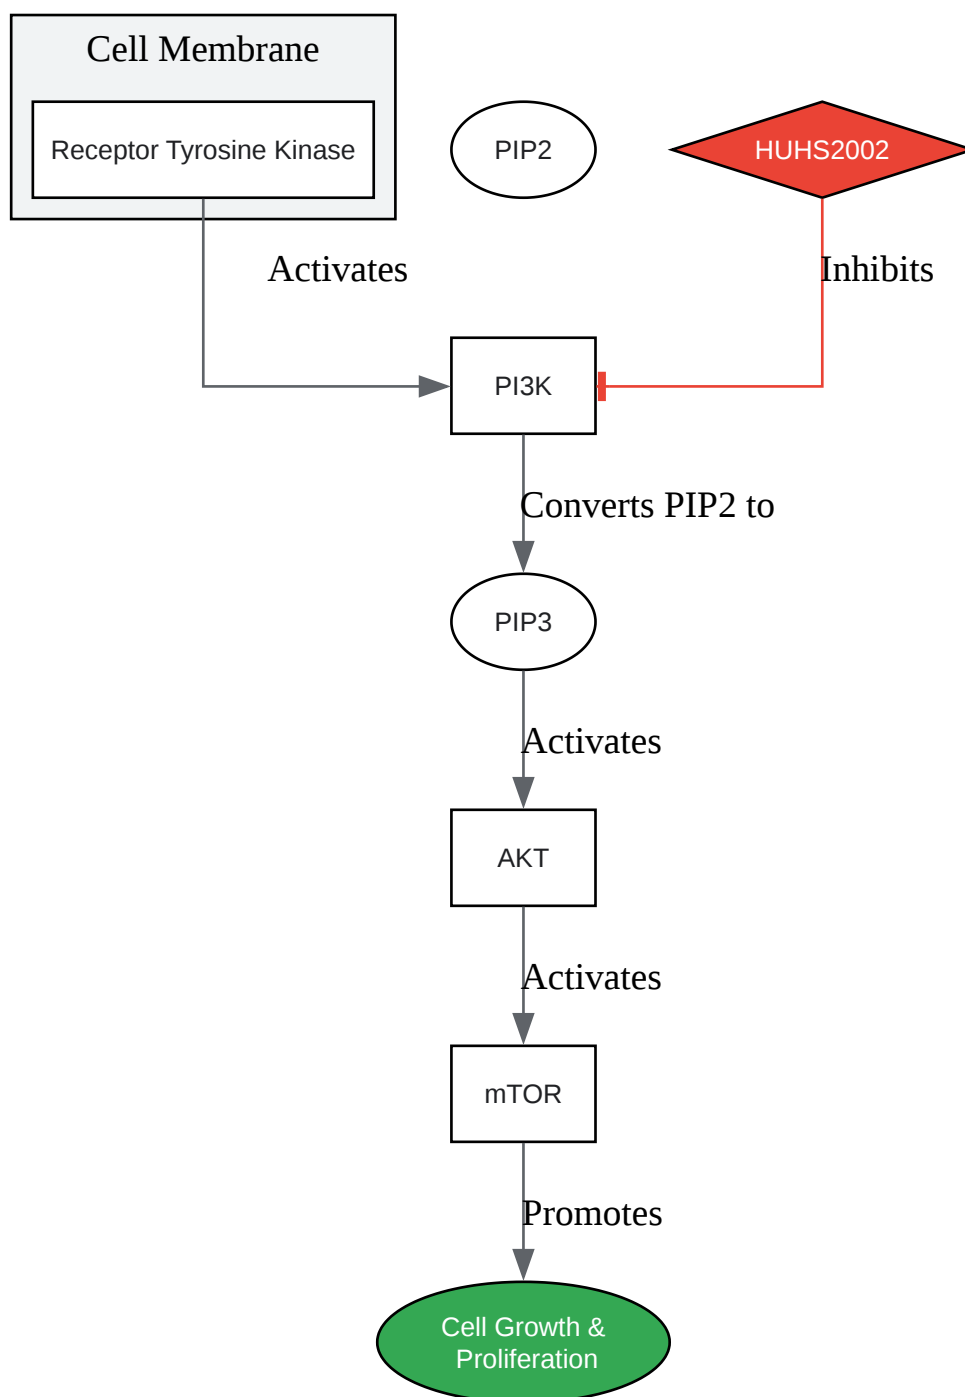 Cell Membrane
Receptor Tyrosine Kinase
PIP2
HUHS2002
Activates
Inhibits
PI3K
Converts PIP2 to
PIP3
Activates
AKT
Activates
mTOR
Promotes
Cell Growth &
Proliferation